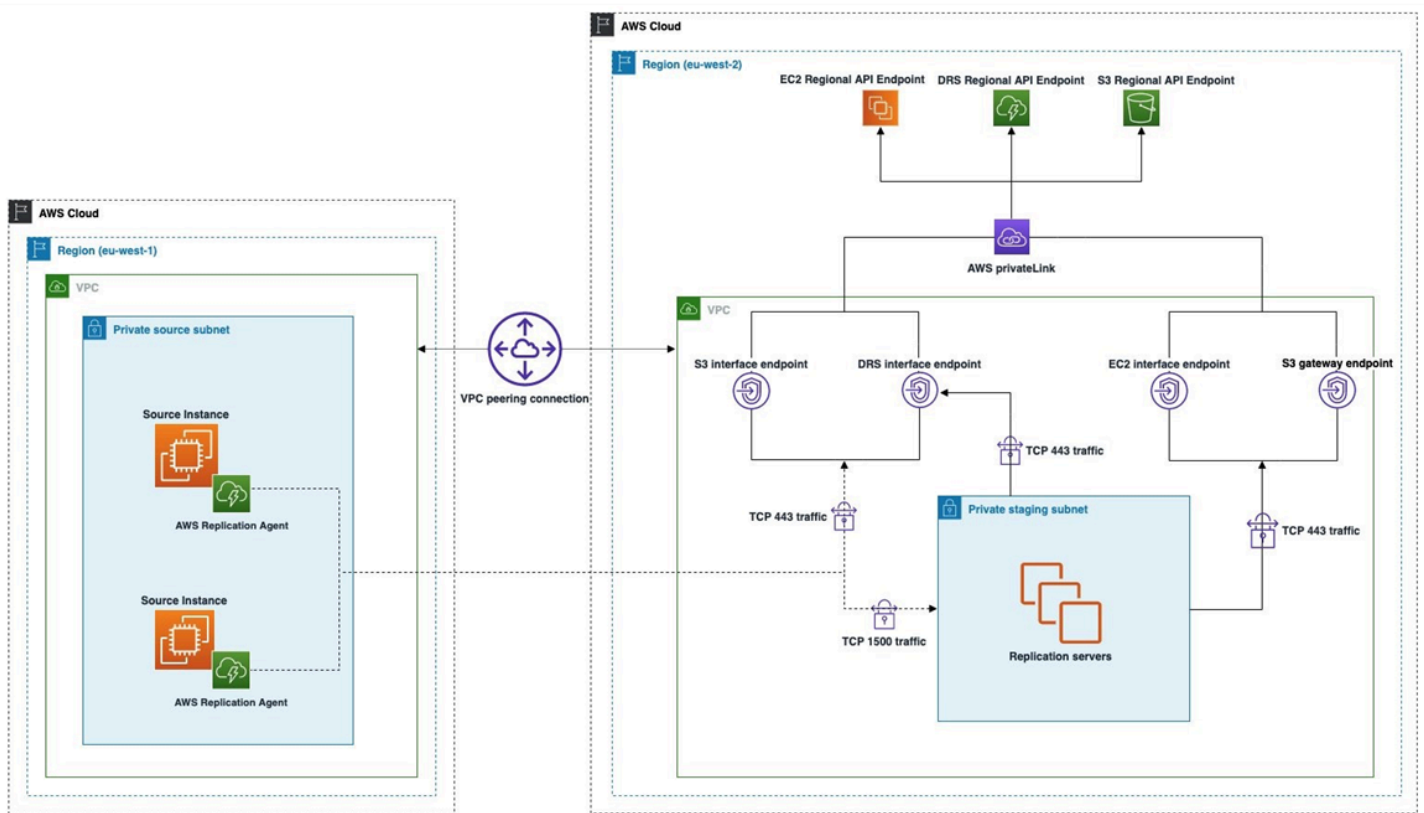 AWS Cloud
Region (eu-west-2)
EC2 Regional API Endpoint
DRS Regional API Endpoint
S3 Regional API Endpoint
AWS privateLink
AWS Cloud
Region (eu-west-1)
VPC
Private source subnet
Source Instance
AWS Replication Agent
Source Instance
AWS Replication Agent
VPC peering connection
VPC
S3 interface endpoint
DRS interface endpoint
EC2 interface endpoint
S3 gateway endpoint
TCP 443 traffic
TCP 443 traffic
TCP 443 traffic
Private staging subnet
TCP 1500 traffic
Replication servers